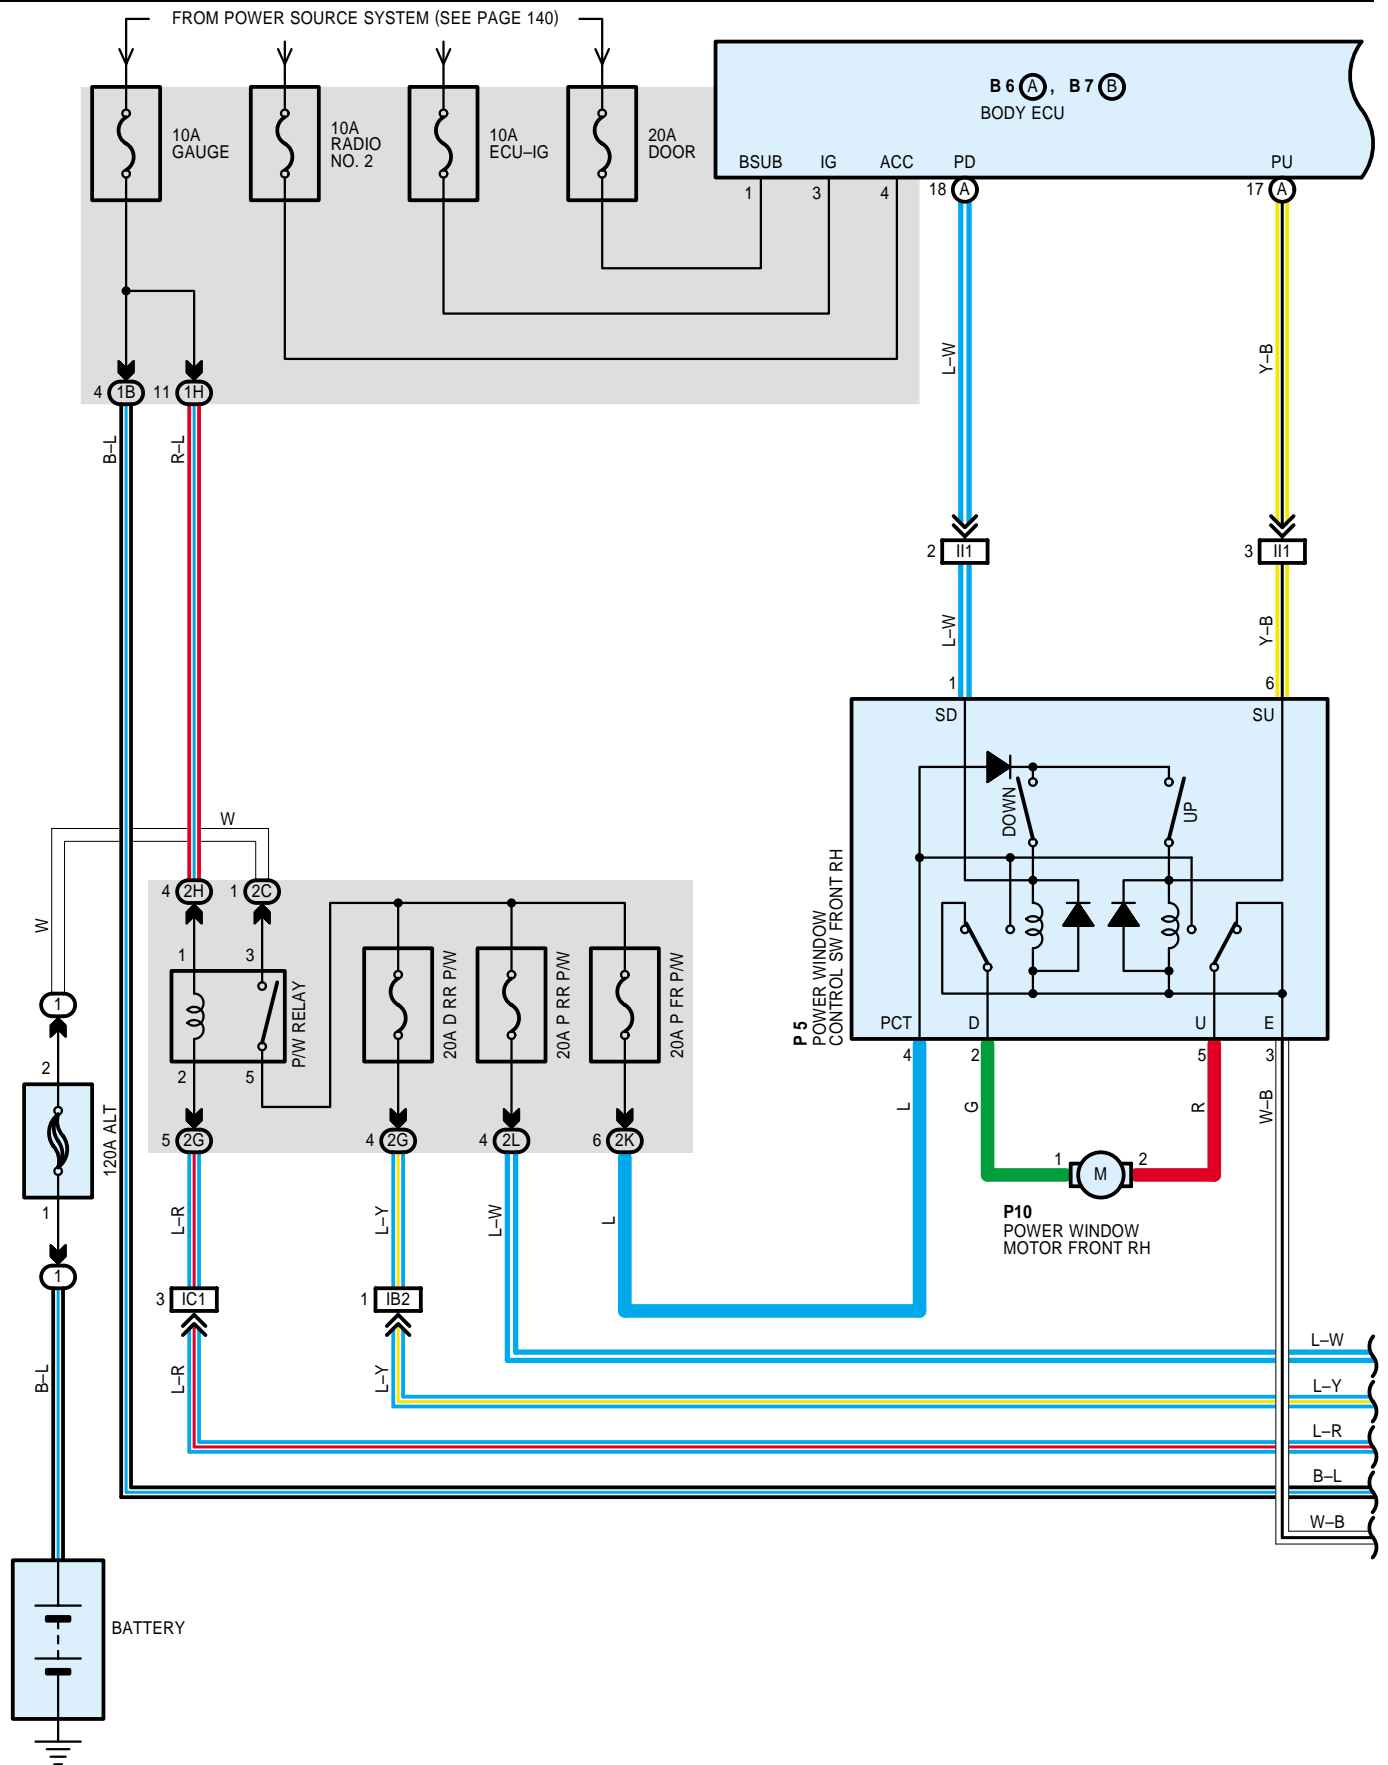 FROM POWER SOURCE SYSTEM (SEE PAGE 140)
10A
GAUGE
10A
RADIO
NO. 2
10A
ECU–IG
20A
DOOR
B 6 A , B 7 B
BODY ECU
BSUB IG ACC PD PU
1 3 4 18 A 17 A
L–W Y–B
4 1B 11 1H
B–L R–L
2 II1 3 II1
L–W Y–B
1 6
SD SU
DOWN UP
P 5
POWER WINDOW
CONTROL SW FRONT RH
PCT D U E
4 2 5 3
L G R W–B
1 M 2
P10
POWER WINDOW
MOTOR FRONT RH
W
W
4 2H 1 2C
1 3
P/W RELAY
2 5
20A D RR P/W
20A P RR P/W
20A P FR P/W
5 2G 4 2G 4 2L 6 2K
L–R L–Y L–W L
3 IC1 1 IB2
L–R L–Y
1
2
120A ALT
1
1
B–L
BATTERY
L–W
L–Y
L–R
B–L
W–B